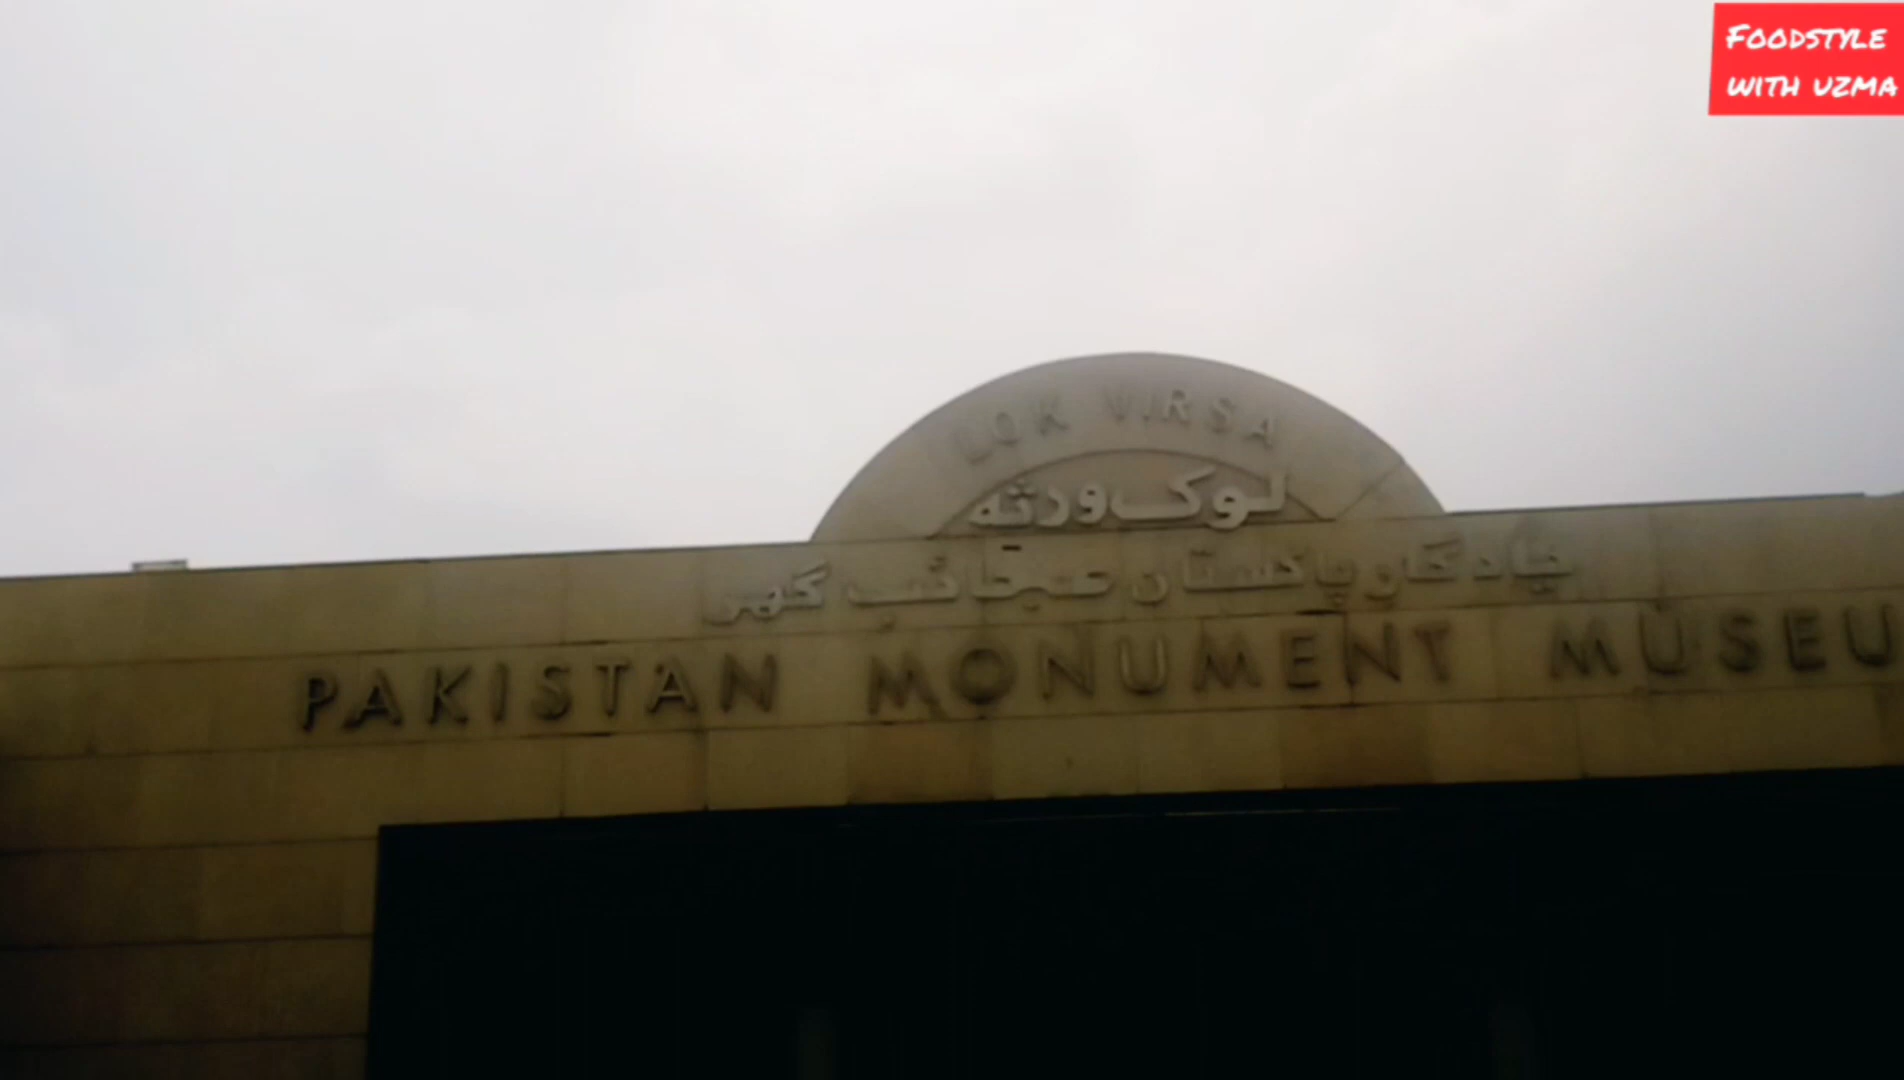 FOODSTYLE
WITH UZMA
LOK VIRSA
لوک ورثہ
یادگار پاکستان عجائب گھر
PAKISTAN MONUMENT MUSEU